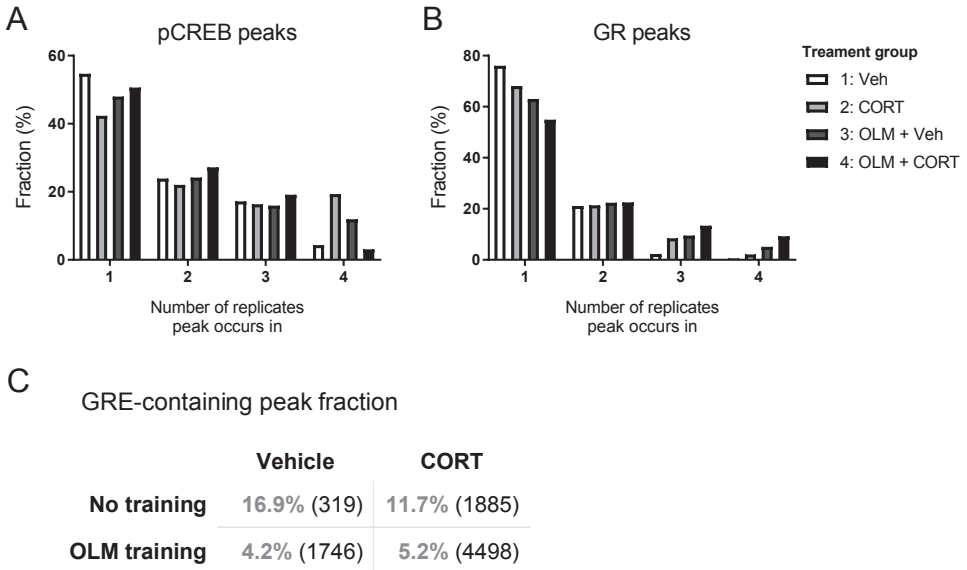 A
pCREB peaks
Fraction (%)
60
40
20
0
1
2
3
4
Number of replicates
peak occurs in
B
GR peaks
Fraction (%)
80
60
40
20
0
1
2
3
4
Number of replicates
peak occurs in
Treament group
1: Veh
2: CORT
3: OLM + Veh
4: OLM + CORT
C
GRE-containing peak fraction
Vehicle CORT
No training 16.9% (319) 11.7% (1885)
OLM training 4.2% (1746) 5.2% (4498)